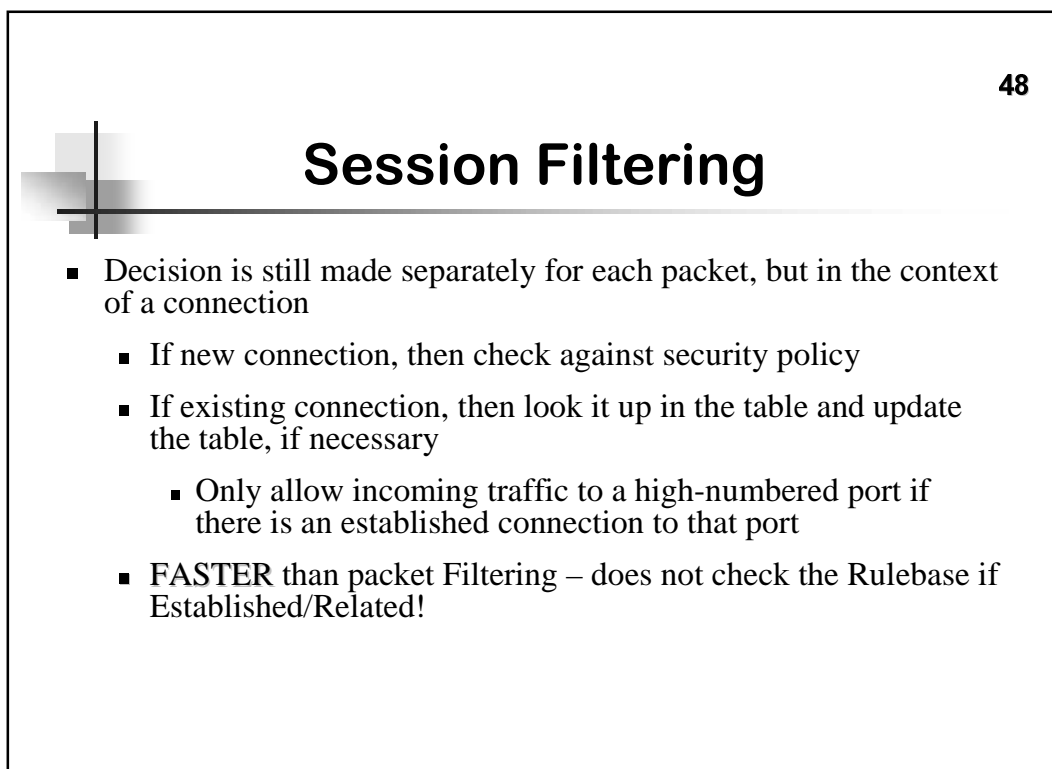 48
Session Filtering
▪ Decision is still made separately for each packet, but in the context
of a connection
▪ If new connection, then check against security policy
▪ If existing connection, then look it up in the table and update
the table, if necessary
▪ Only allow incoming traffic to a high-numbered port if
there is an established connection to that port
▪ FASTER than packet Filtering – does not check the Rulebase if
Established/Related!